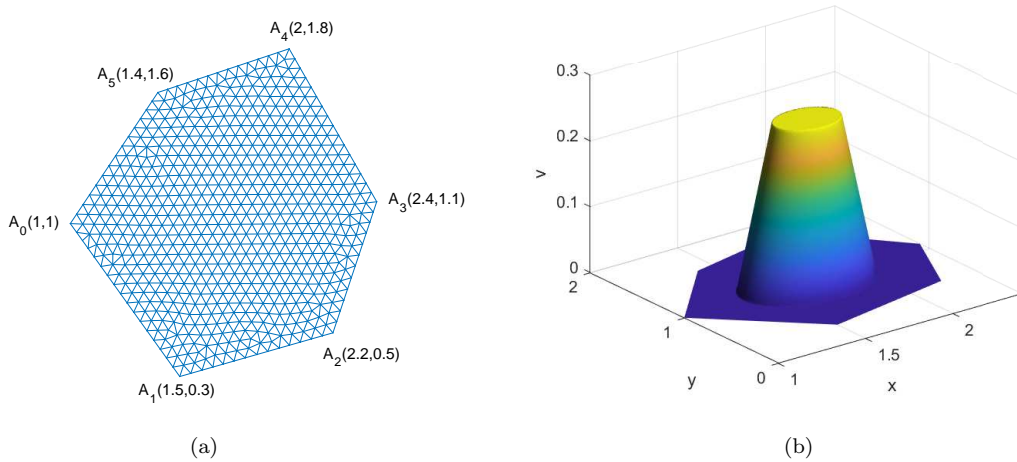 A4(2,1.8)
A5(1.4,1.6)
A0(1,1)
A3(2.4,1.1)
A2(2.2,0.5)
A1(1.5,0.3)
(a)
0.3
0.2
0.1
0
v
2
1
0
y
1
1.5
2
x
(b)